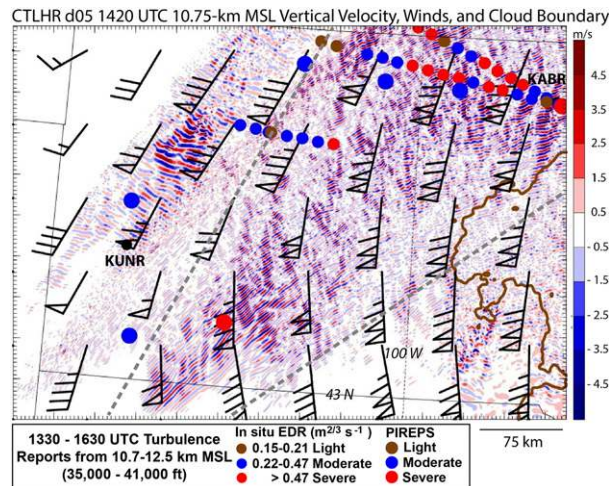 CTLHR d05 1420 UTC 10.75-km MSL Vertical Velocity, Winds, and Cloud Boundary
m/s
KABR
4.5
3.5
2.5
1.5
0.5
-0.5
-1.5
-2.5
-3.5
-4.5
KUNR
100 W
43 N
1330 - 1630 UTC Turbulence
Reports from 10.7-12.5 km MSL
(35,000 - 41,000 ft)
In situ EDR (m2/3 s-1)
0.15-0.21 Light
0.22-0.47 Moderate
> 0.47 Severe
PIREPS
Light
Moderate
Severe
75 km